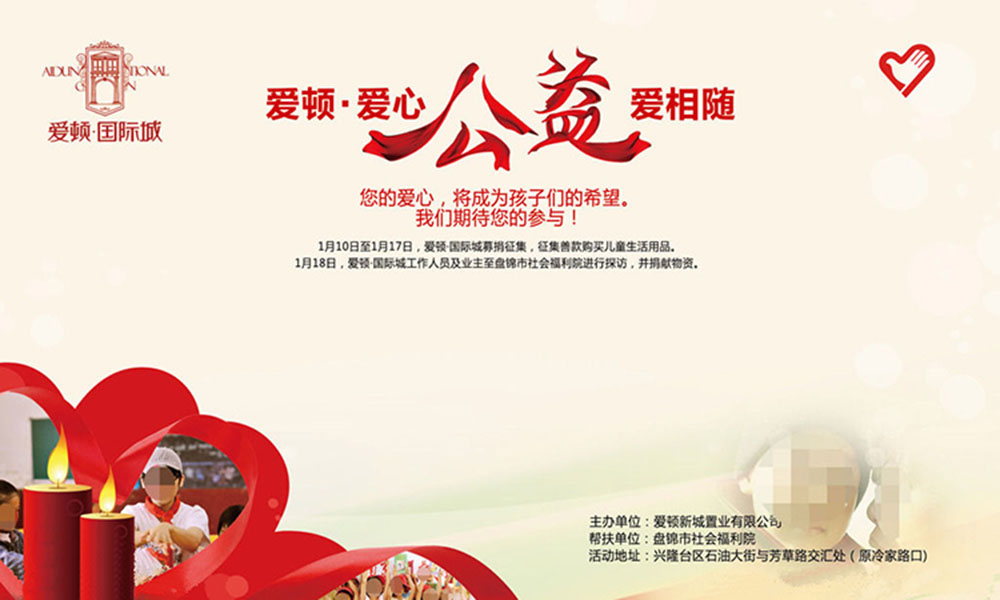 AIDUN INTERNATIONAL
爱顿·国际城
爱顿·爱心 公益 爱相随
您的爱心，将成为孩子们的希望。
我们期待您的参与！
1月10日至1月17日，爱顿·国际城募捐征集，征集善款购买儿童生活用品。
1月18日，爱顿·国际城工作人员及业主至盘锦市社会福利院进行探访，并捐献物资。
主办单位：爱顿新城置业有限公司
帮扶单位：盘锦市社会福利院
活动地址：兴隆台区石油大街与芳草路交汇处（原冷家路口)